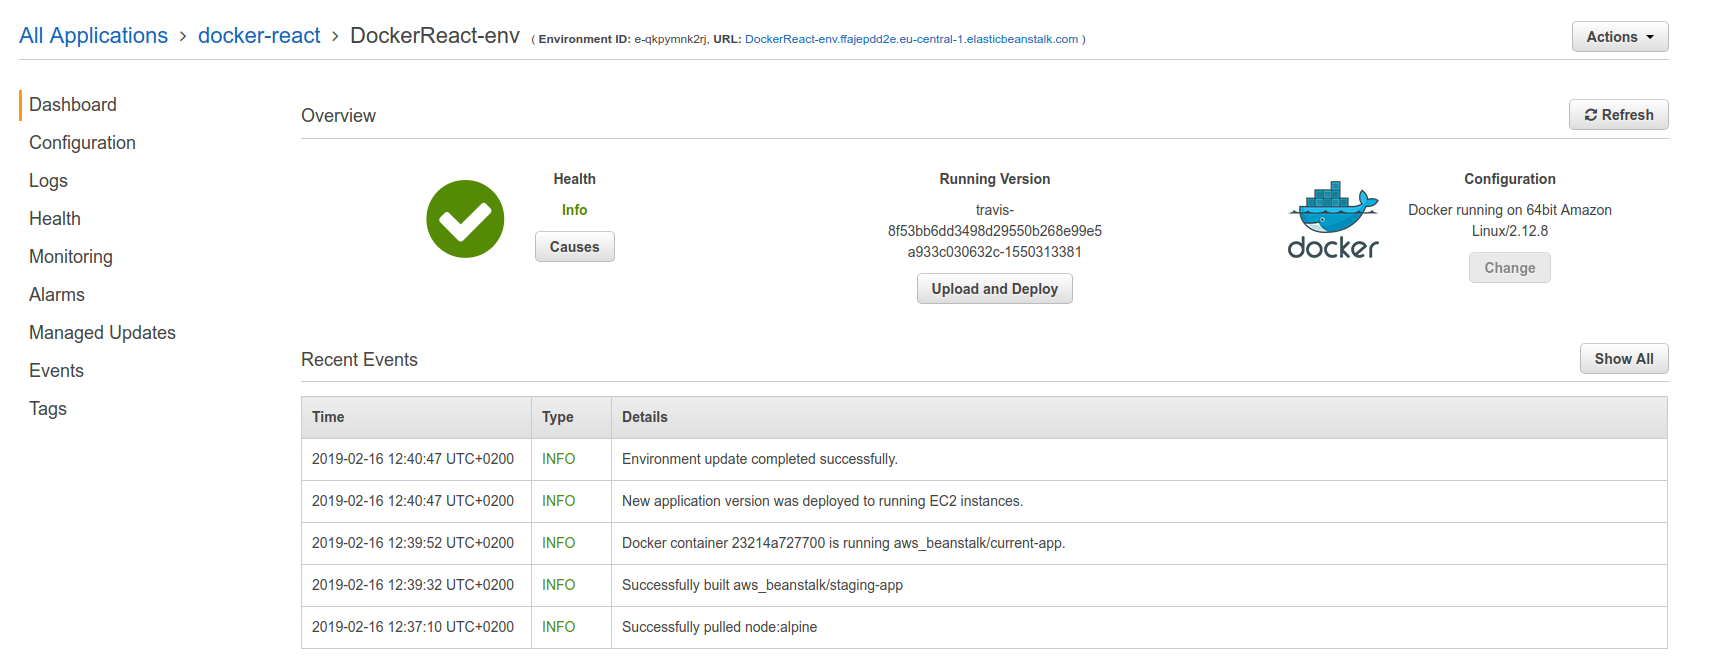 All Applications › docker-react › DockerReact-env ( Environment ID: e-qkpymnk2rj, URL: DockerReact-env.ffajepdd2e.eu-central-1.elasticbeanstalk.com )
Actions
Dashboard
Configuration
Logs
Health
Monitoring
Alarms
Managed Updates
Events
Tags
Overview
Refresh
Health
Info
Causes
Running Version
travis-
8f53bb6dd3498d29550b268e99e5
a933c030632c-1550313381
Upload and Deploy
docker
Configuration
Docker running on 64bit Amazon
Linux/2.12.8
Change
Recent Events
Show All
Time Type Details
2019-02-16 12:40:47 UTC+0200 INFO Environment update completed successfully.
2019-02-16 12:40:47 UTC+0200 INFO New application version was deployed to running EC2 instances.
2019-02-16 12:39:52 UTC+0200 INFO Docker container 23214a727700 is running aws_beanstalk/current-app.
2019-02-16 12:39:32 UTC+0200 INFO Successfully built aws_beanstalk/staging-app
2019-02-16 12:37:10 UTC+0200 INFO Successfully pulled node:alpine